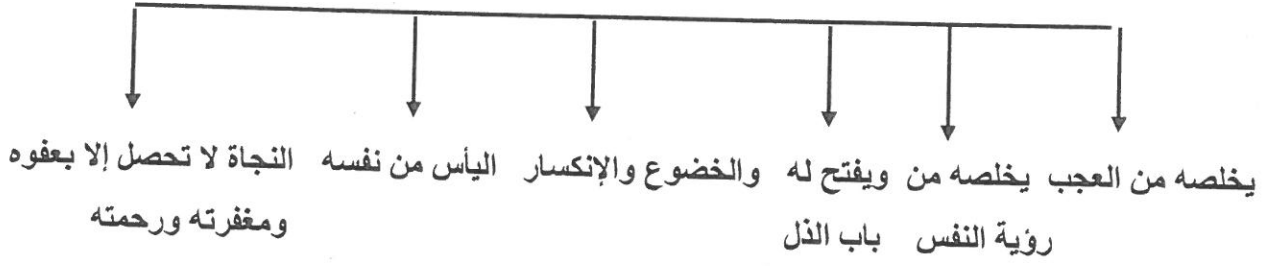 يخلصه من العجب يخلصه من ويفتح له والخضوع والإنكسار اليأس من نفسه النجاة لا تحصل إلا بعفوه
رؤية النفس باب الذل ومغفرته ورحمته